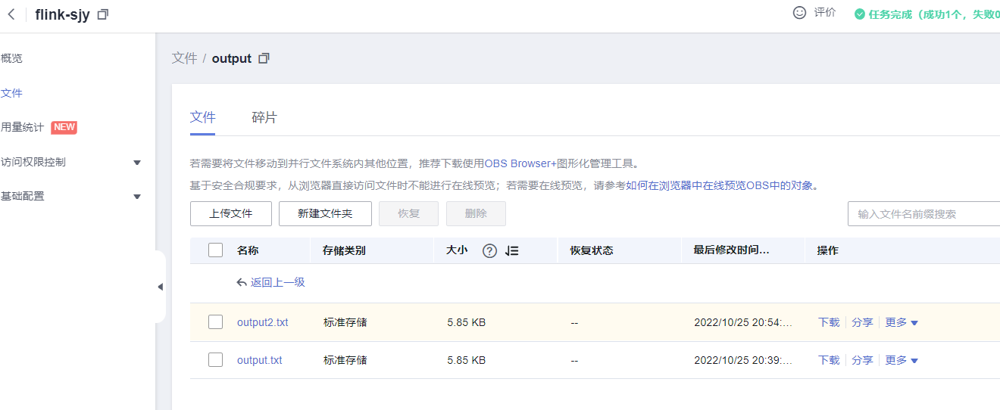 flink-sjy
评价
任务完成（成功1个，失败0
概览
文件
用量统计 NEW
访问权限控制
基础配置
文件 / output
文件 碎片
若需要将文件移动到并行文件系统内其他位置，推荐下载使用OBS Browser+图形化管理工具。
基于安全合规要求，从浏览器直接访问文件时不能进行在线预览；若需要在线预览，请参考如何在浏览器中在线预览OBS中的对象。
上传文件 新建文件夹 恢复 删除 输入文件名前缀搜索
名称 存储类别 大小 恢复状态 最后修改时间... 操作
返回上一级
output2.txt 标准存储 5.85 KB -- 2022/10/25 20:54:... 下载 分享 更多
output.txt 标准存储 5.85 KB -- 2022/10/25 20:39:... 下载 分享 更多